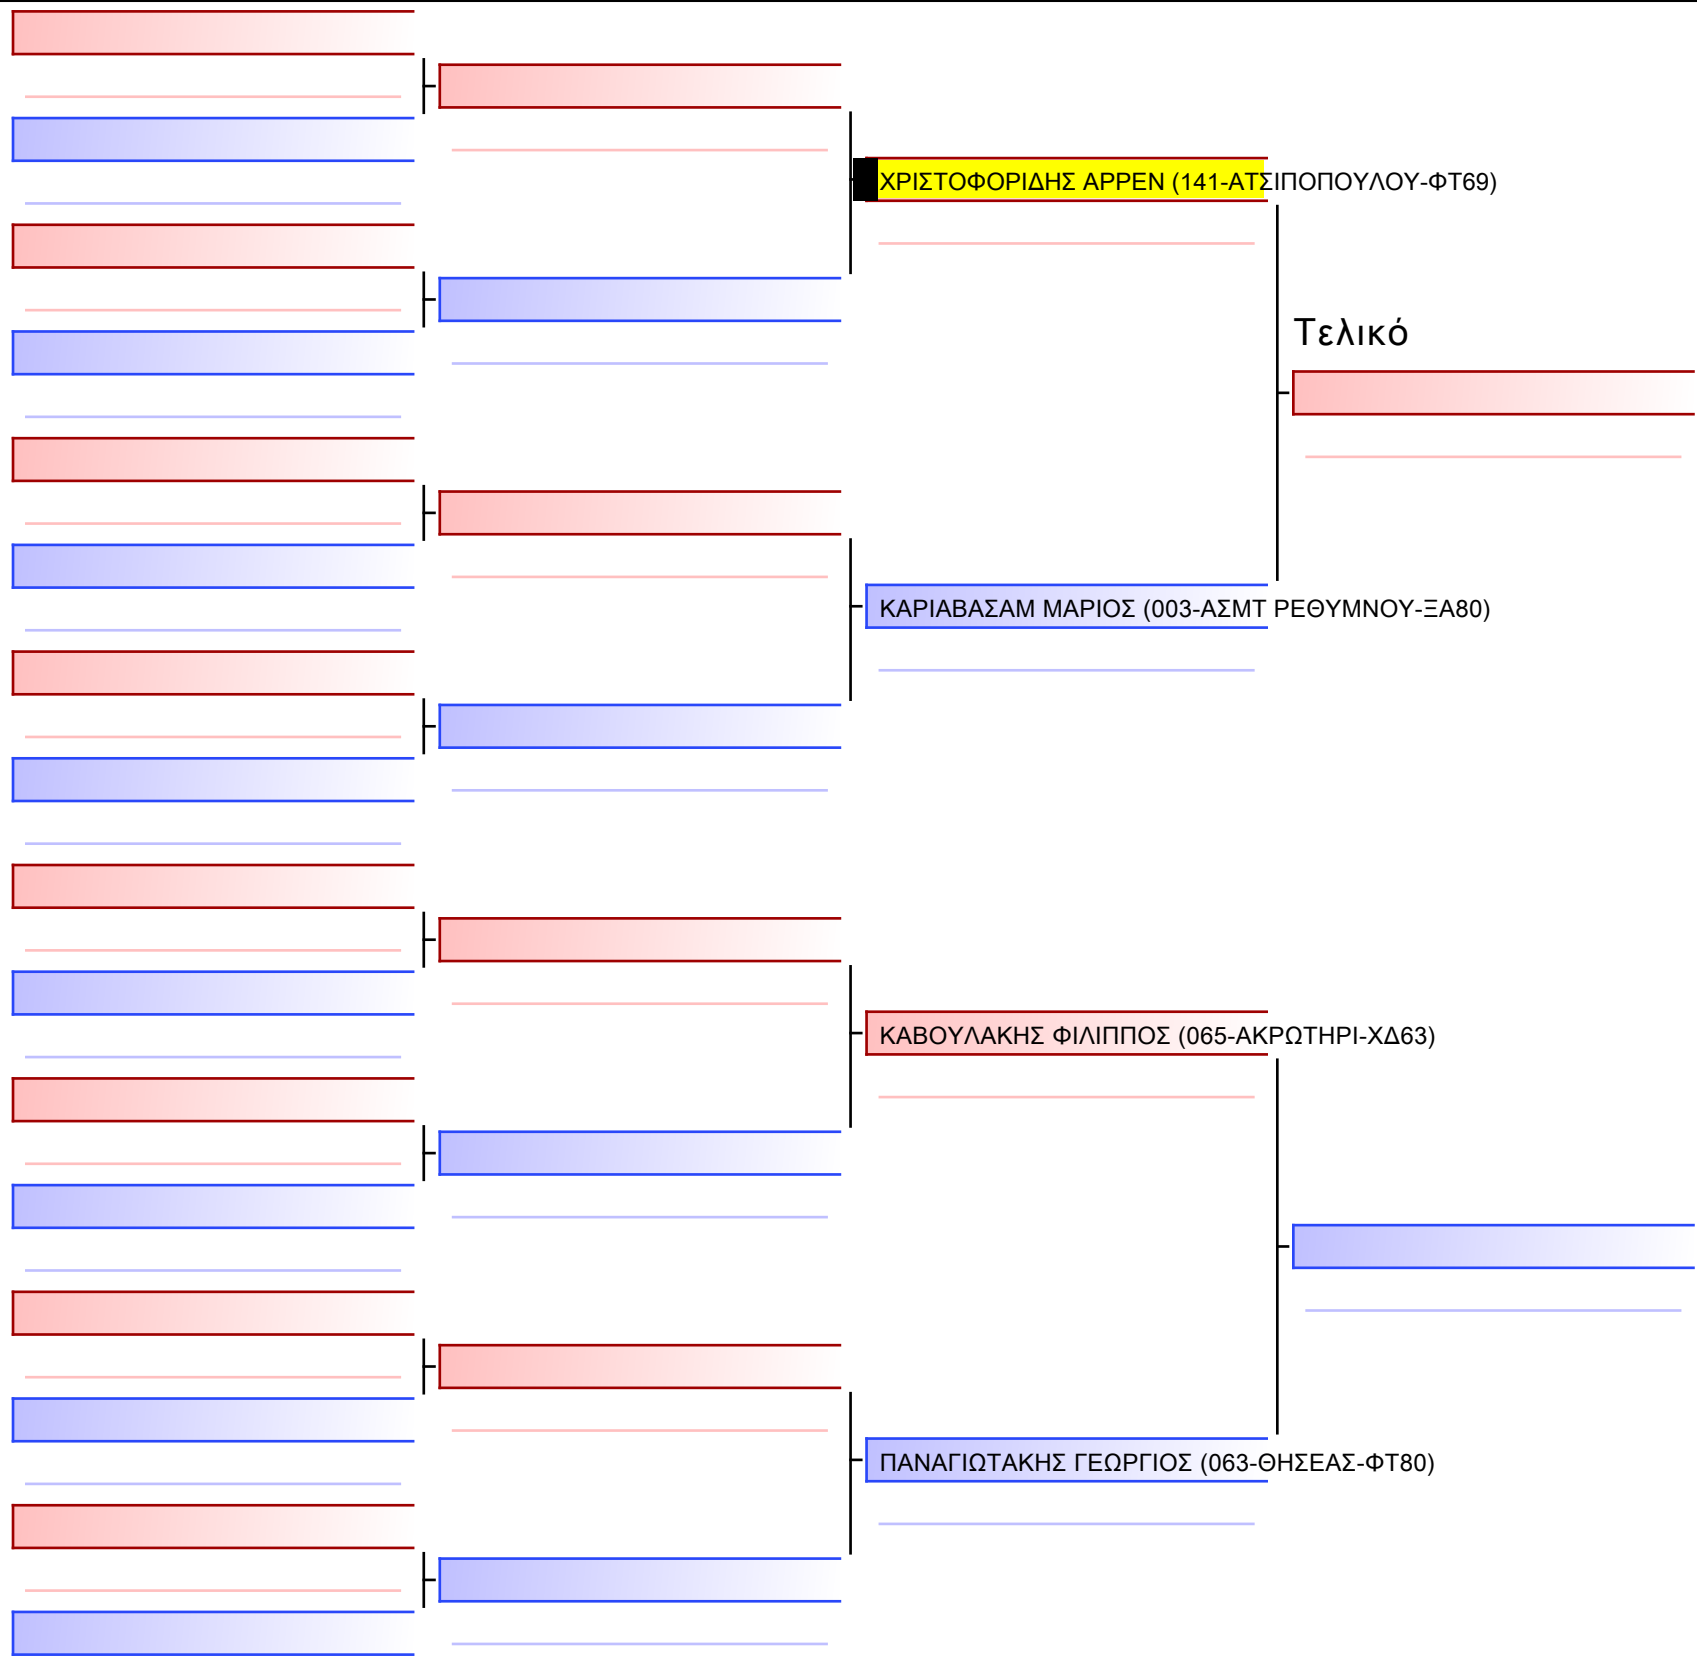 ΧΡΙΣΤΟΦΟΡΙΔΗΣ ΑΡΡΕΝ (141-ΑΤΣΙΠΟΠΟΥΛΟΥ-ΦΤ69)
Τελικό
ΚΑΡΙΑΒΑΣΑΜ ΜΑΡΙΟΣ (003-ΑΣΜΤ ΡΕΘΥΜΝΟΥ-ΞΑ80)
ΚΑΒΟΥΛΑΚΗΣ ΦΙΛΙΠΠΟΣ (065-ΑΚΡΩΤΗΡΙ-ΧΔ63)
ΠΑΝΑΓΙΩΤΑΚΗΣ ΓΕΩΡΓΙΟΣ (063-ΘΗΣΕΑΣ-ΦΤ80)